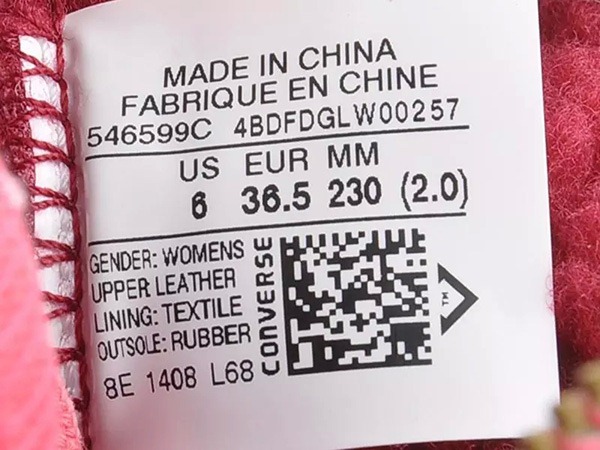 MADE IN CHINA
FABRIQUE EN CHINE
546599C 4BDFDGLW00257
US EUR MM
6 36.5 230 (2.0)
GENDER: WOMENS
UPPER LEATHER
LINING: TEXTILE
OUTSOLE: RUBBER
8E 1408 L68
CONVERSE
TM